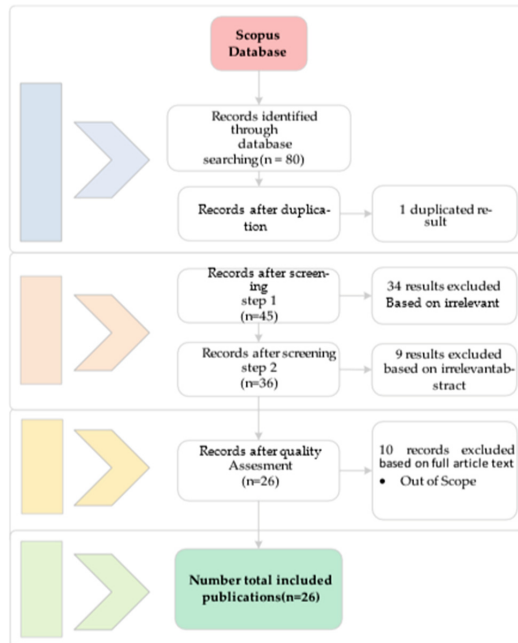 Scopus
Database
Records identified
through
database
searching(n = 80)
Records after duplica-
tion
1 duplicated re-
sult
Records after screen-
ing
step 1
(n=45)
34 results excluded
Based on irrelevant
Records after screening
step 2
(n=36)
9 results excluded
based on irrelevantab-
stract
Records after quality
Assesment
(n=26)
10 records excluded
based on full article text
• Out of Scope
Number total included
publications(n=26)